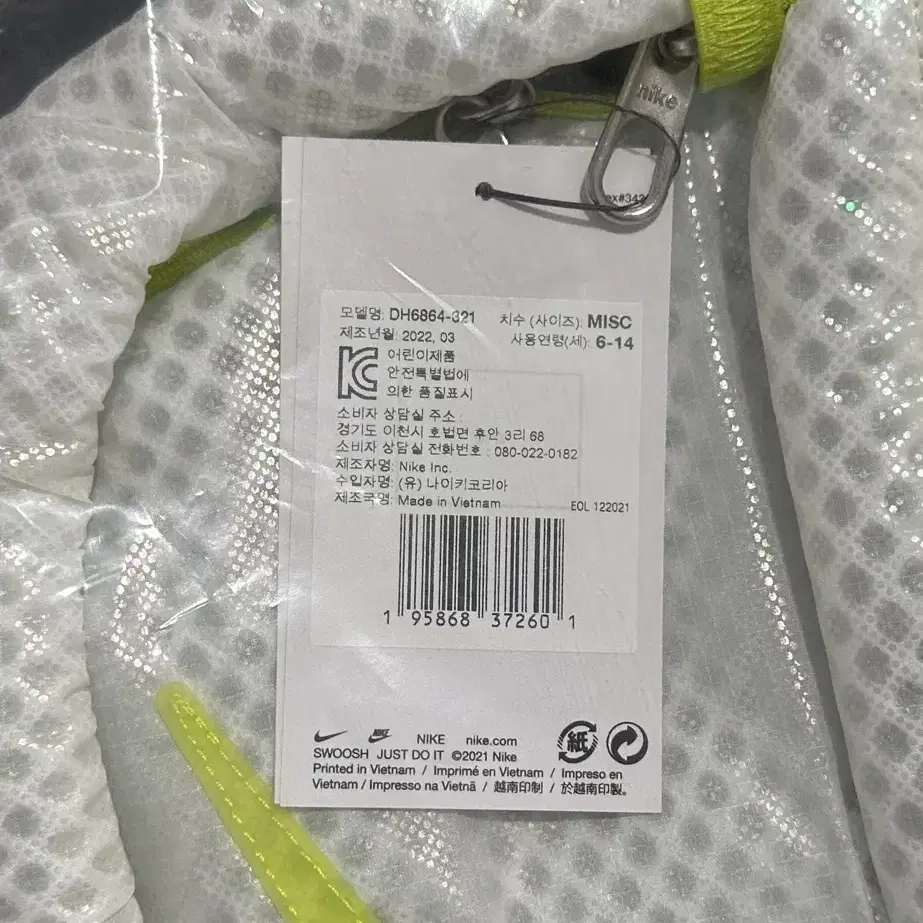 nike
모델명: DH6864-321 치수 (사이즈): MISC
제조년월: 2022, 03 사용연령(세): 6-14
어린이제품
안전특별법에
의한 품질표시
소비자 상담실 주소 :
경기도 이천시 호법면 후안 3리 68
소비자 상담실 전화번호 : 080-022-0182
제조자명: Nike Inc.
수입자명: (유) 나이키코리아
제조국명: Made in Vietnam EOL 122021
1 95868 37260 1
NIKE nike.com
SWOOSH JUST DO IT ©2021 Nike
Printed in Vietnam / Imprimé en Vietnam / Impreso en
Vietnam / Impresso na Vietnã / 越南印制 / 於越南印製。
紙